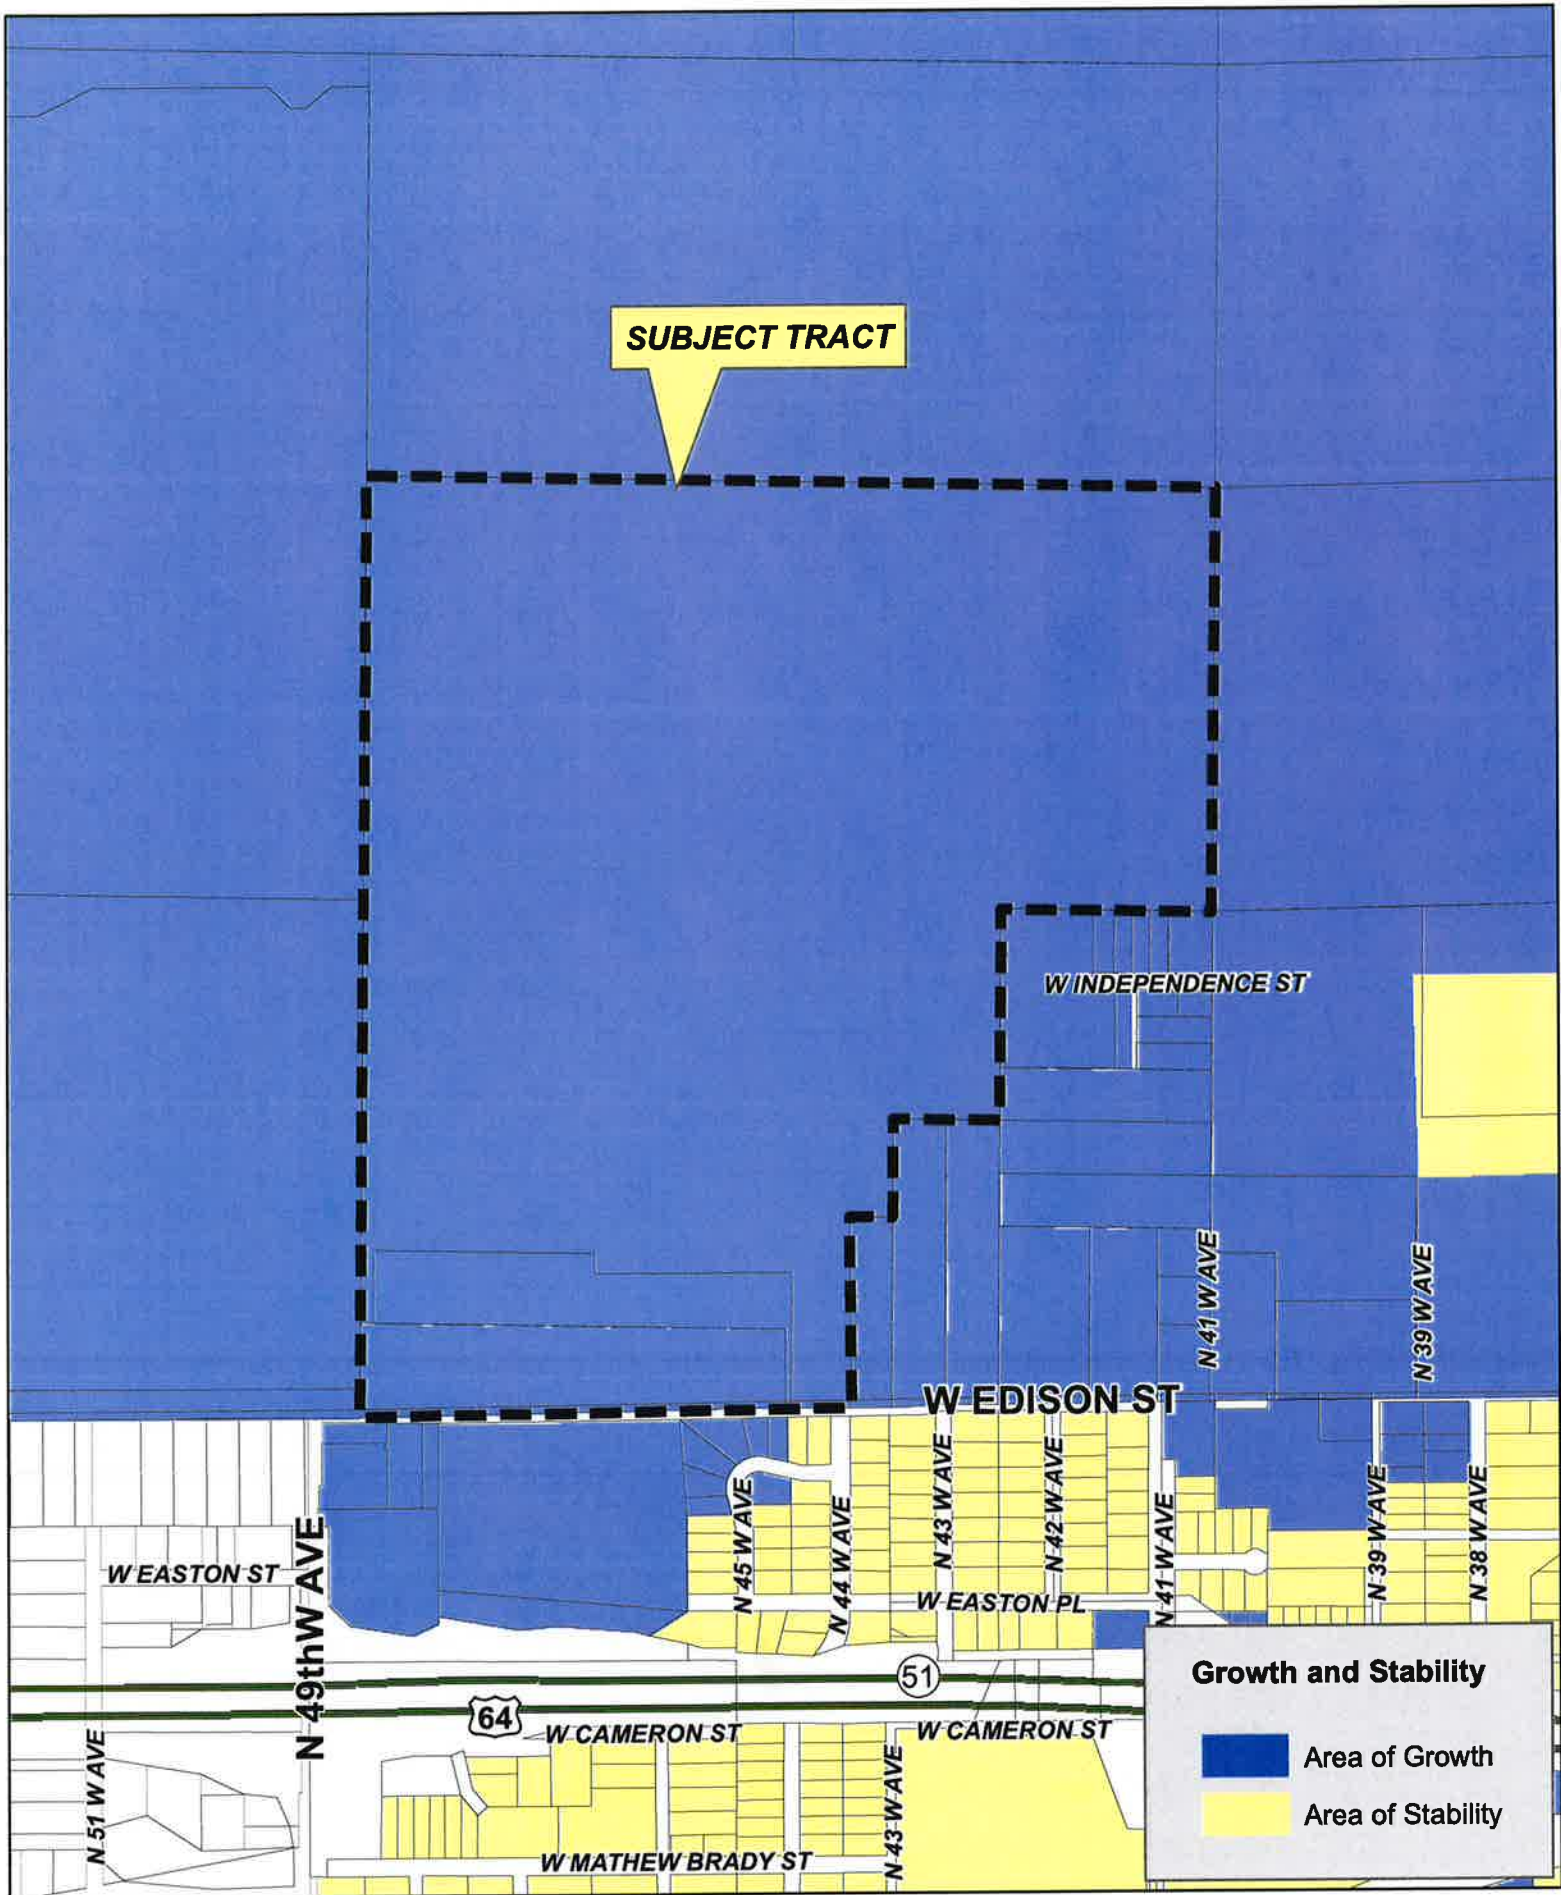 SUBJECT TRACT
W INDEPENDENCE ST
N 41 W AVE
N 39 W AVE
W EDISON ST
N 45 W AVE
N 44 W AVE
N 43 W AVE
N 42 W AVE
N 41 W AVE
N 39 W AVE
N 38 W AVE
W EASTON ST
N 49thW AVE
W EASTON PL
51
64
W CAMERON ST
W CAMERON ST
N 51 W AVE
N 43 W AVE
W MATHEW BRADY ST
Growth and Stability
Area of Growth
Area of Stability